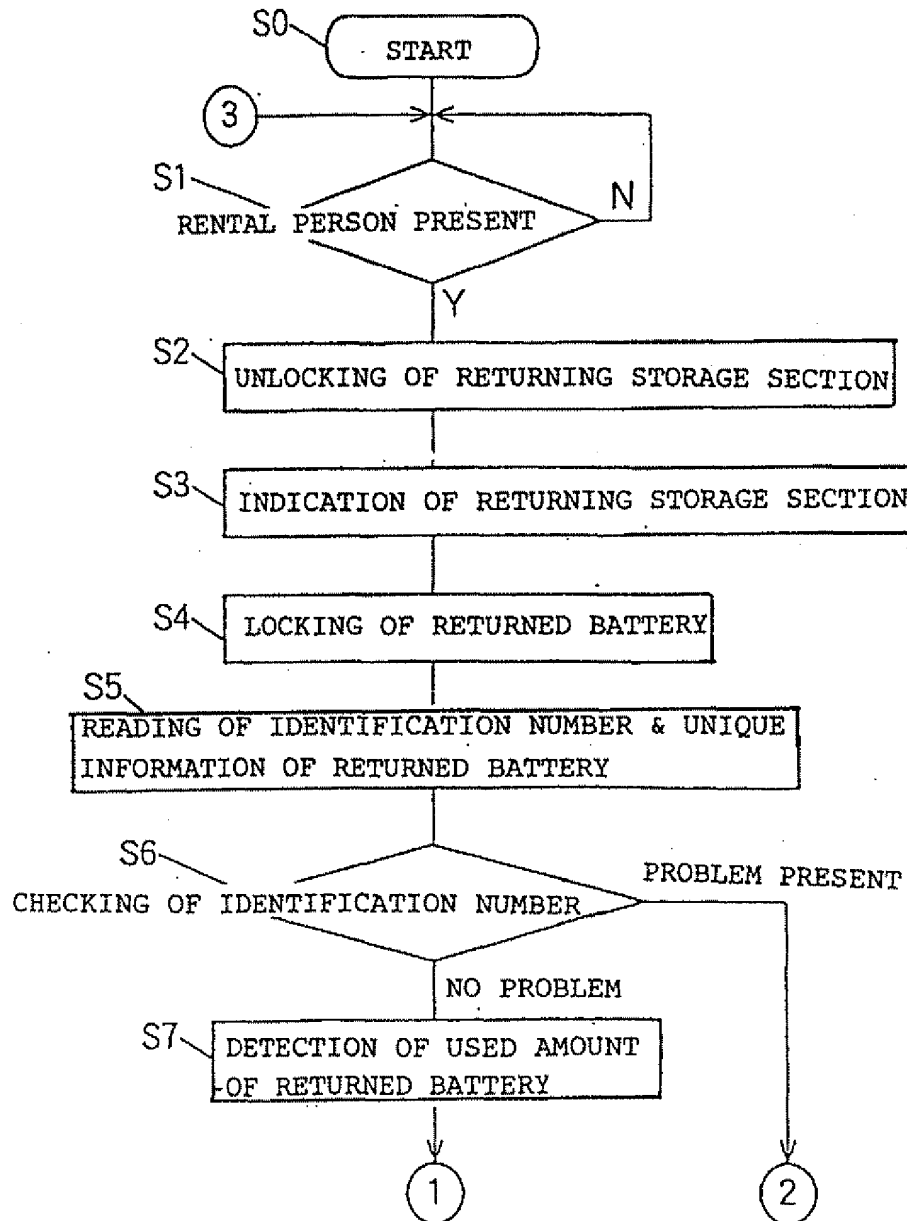 S0
START
3
S1
RENTAL PERSON PRESENT
N
Y
S2
UNLOCKING OF RETURNING STORAGE SECTION
S3
INDICATION OF RETURNING STORAGE SECTION
S4
LOCKING OF RETURNED BATTERY
S5
READING OF IDENTIFICATION NUMBER & UNIQUE
INFORMATION OF RETURNED BATTERY
S6
CHECKING OF IDENTIFICATION NUMBER
PROBLEM PRESENT
NO PROBLEM
S7
DETECTION OF USED AMOUNT
OF RETURNED BATTERY
1
2